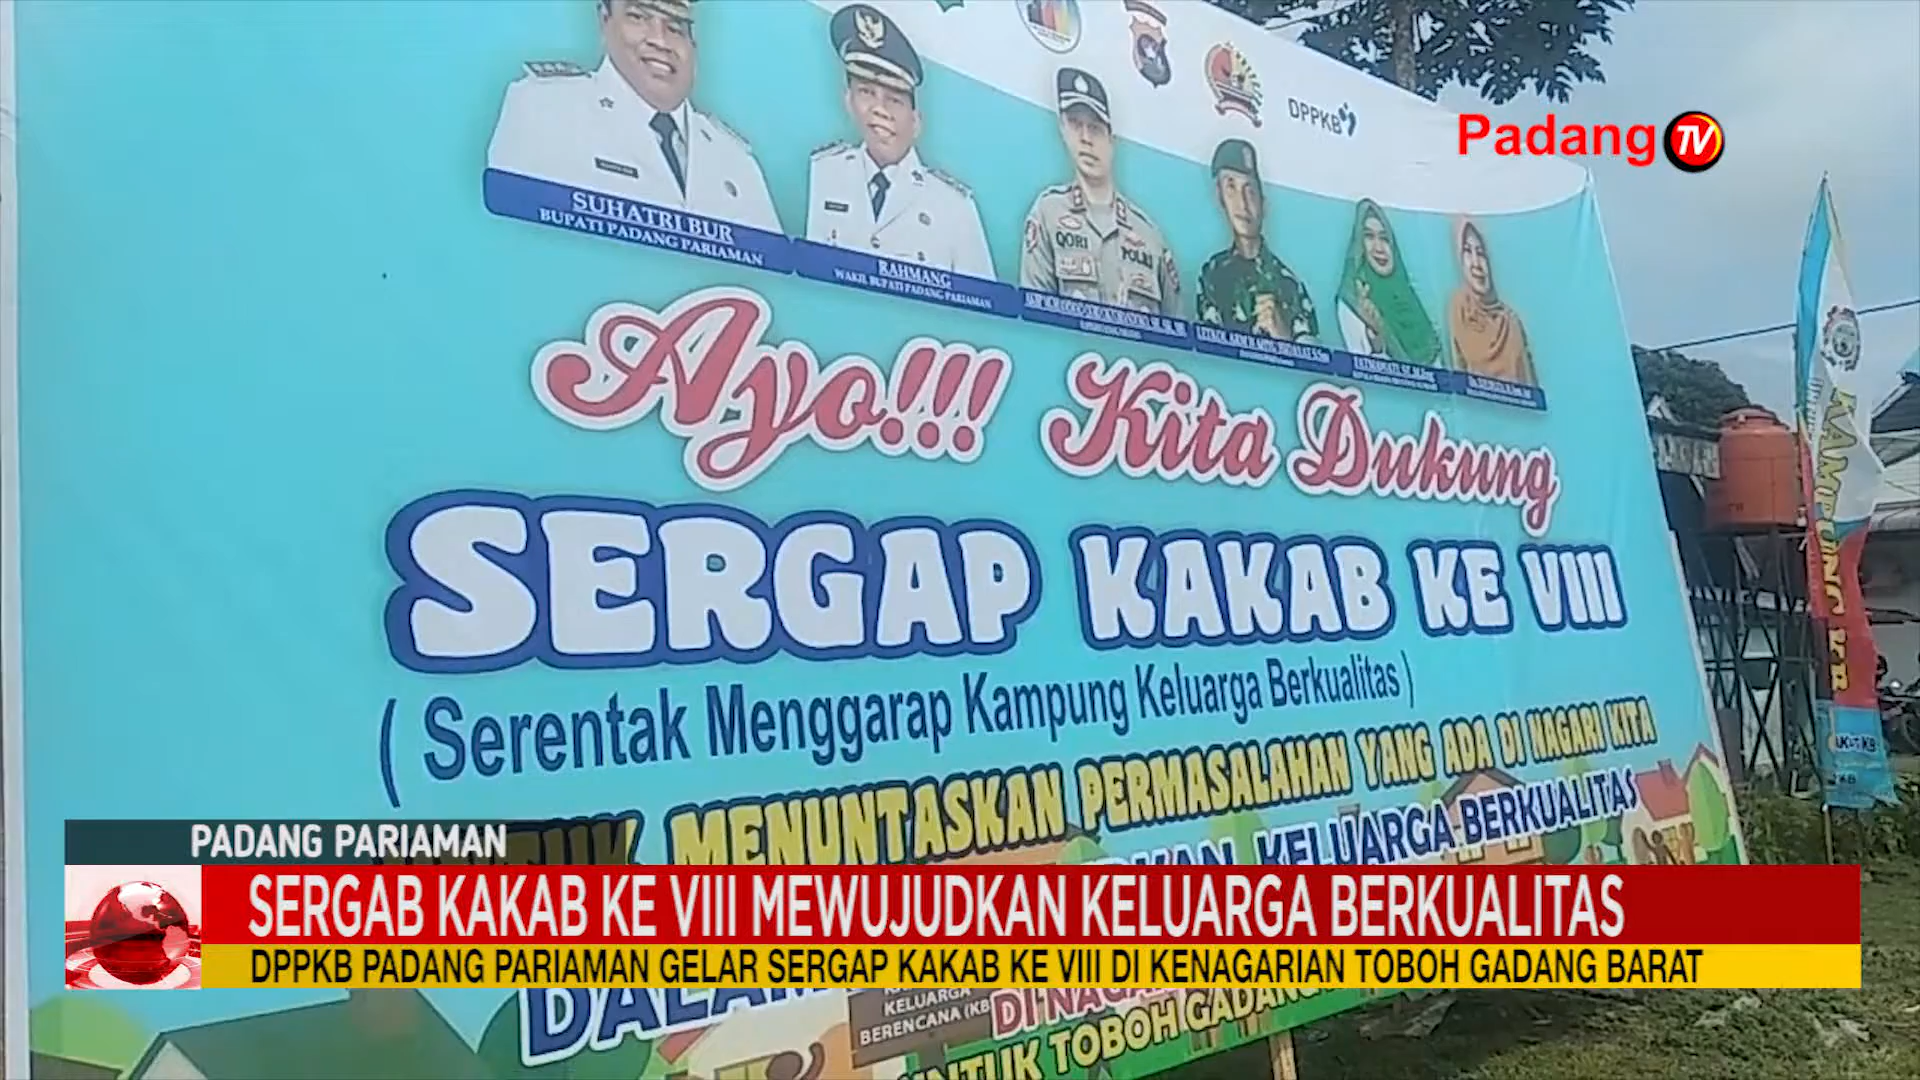 DPPKB
Padang TV
SUHATRI BUR
BUPATI PADANG PARIAMAN
RAHMANG
WAKIL BUPATI PADANG PARIAMAN
QORI
POLRI
Ayo!!! Kita Dukung
SERGAP KAKAB KE VIII
( Serentak Menggarap Kampung Keluarga Berkualitas )
MENUNTASKAN PERMASALAHAN YANG ADA DI NAGARI KITA
KELUARGA BERKUALITAS
KAMPUNG KB
PADANG PARIAMAN
SERGAB KAKAB KE VIII MEWUJUDKAN KELUARGA BERKUALITAS
DPPKB PADANG PARIAMAN GELAR SERGAP KAKAB KE VIII DI KENAGARIAN TOBOH GADANG BARAT
KELUARGA
BERENCANA (KB
UNTUK TOBOH GADANG